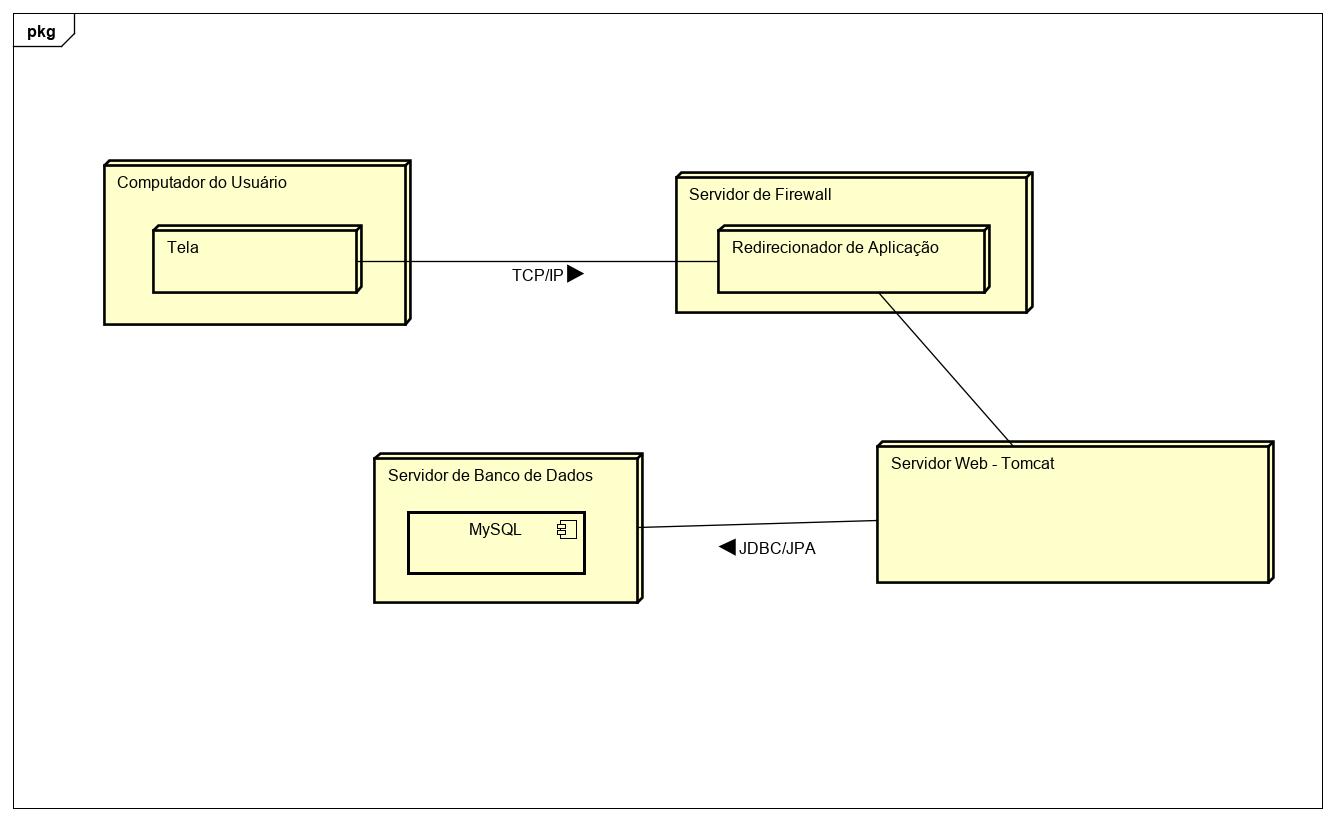 pkg
Computador do Usuário
Tela
TCP/IP
Servidor de Firewall
Redirecionador de Aplicação
Servidor de Banco de Dados
MySQL
JDBC/JPA
Servidor Web - Tomcat